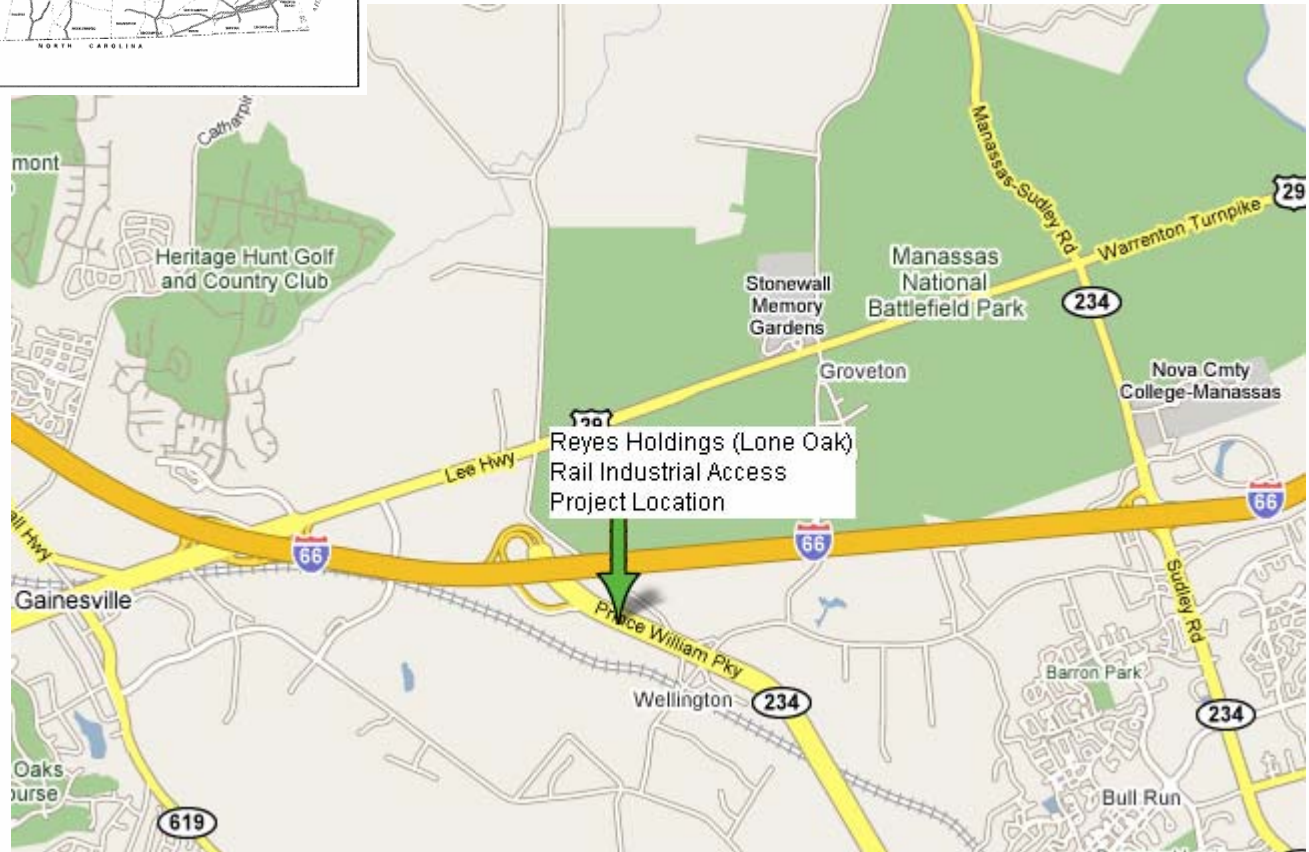 NORTH CAROLINA
Catharpin
mont
Heritage Hunt Golf
and Country Club
Manassas-Sudley Rd
29
Warrenton Turnpike
Manassas
National
Battlefield Park
234
Stonewall
Memory
Gardens
Groveton
Nova Cmty
College-Manassas
29
Lee Hwy
Reyes Holdings (Lone Oak)
Rail Industrial Access
Project Location
66
66
66
all Hwy
Gainesville
Prince William Pky
Sudley Rd
Wellington
234
Barron Park
234
Oaks
ourse
Bull Run
619